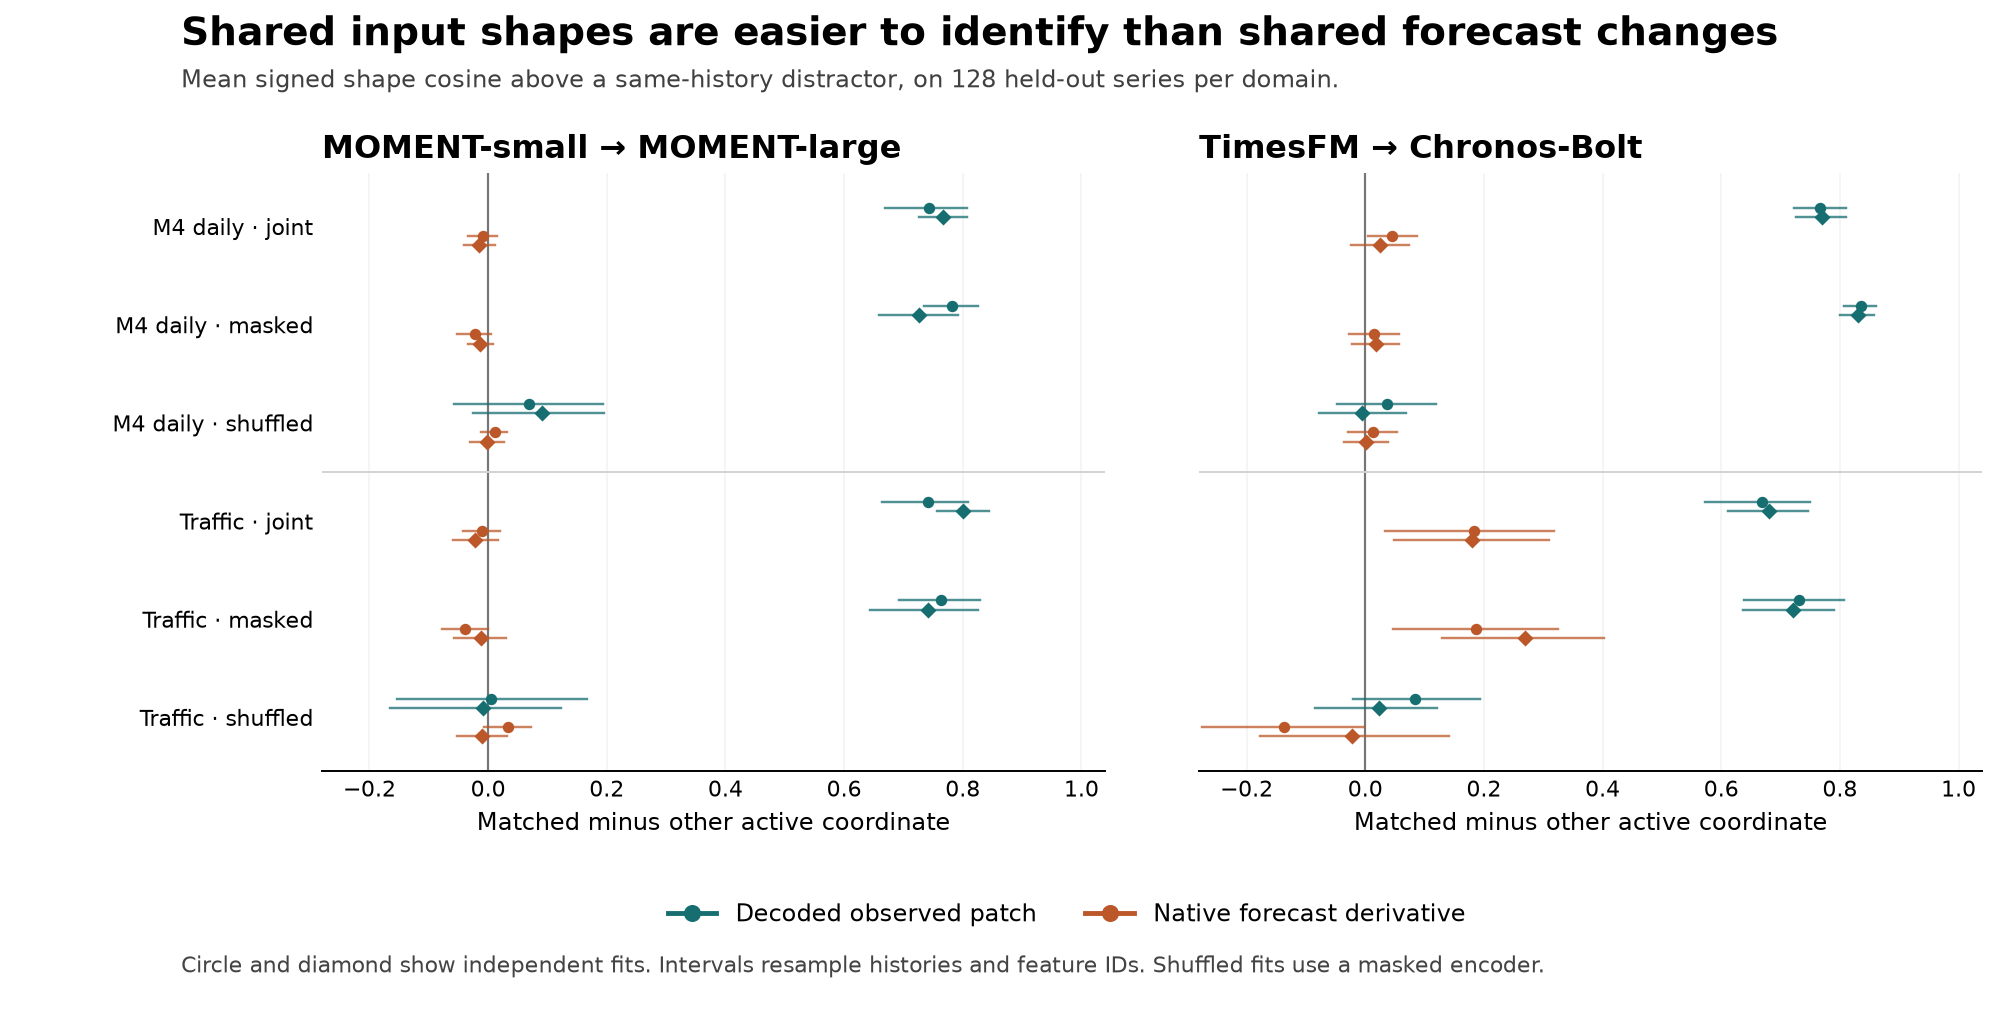 Shared input shapes are easier to identify than shared forecast changes
Mean signed shape cosine above a same-history distractor, on 128 held-out series per domain.
MOMENT-small → MOMENT-large
TimesFM → Chronos-Bolt
M4 daily · joint
M4 daily · masked
M4 daily · shuffled
Traffic · joint
Traffic · masked
Traffic · shuffled
−0.2 0.0 0.2 0.4 0.6 0.8 1.0
−0.2 0.0 0.2 0.4 0.6 0.8 1.0
Matched minus other active coordinate
Matched minus other active coordinate
Decoded observed patch
Native forecast derivative
Circle and diamond show independent fits. Intervals resample histories and feature IDs. Shuffled fits use a masked encoder.